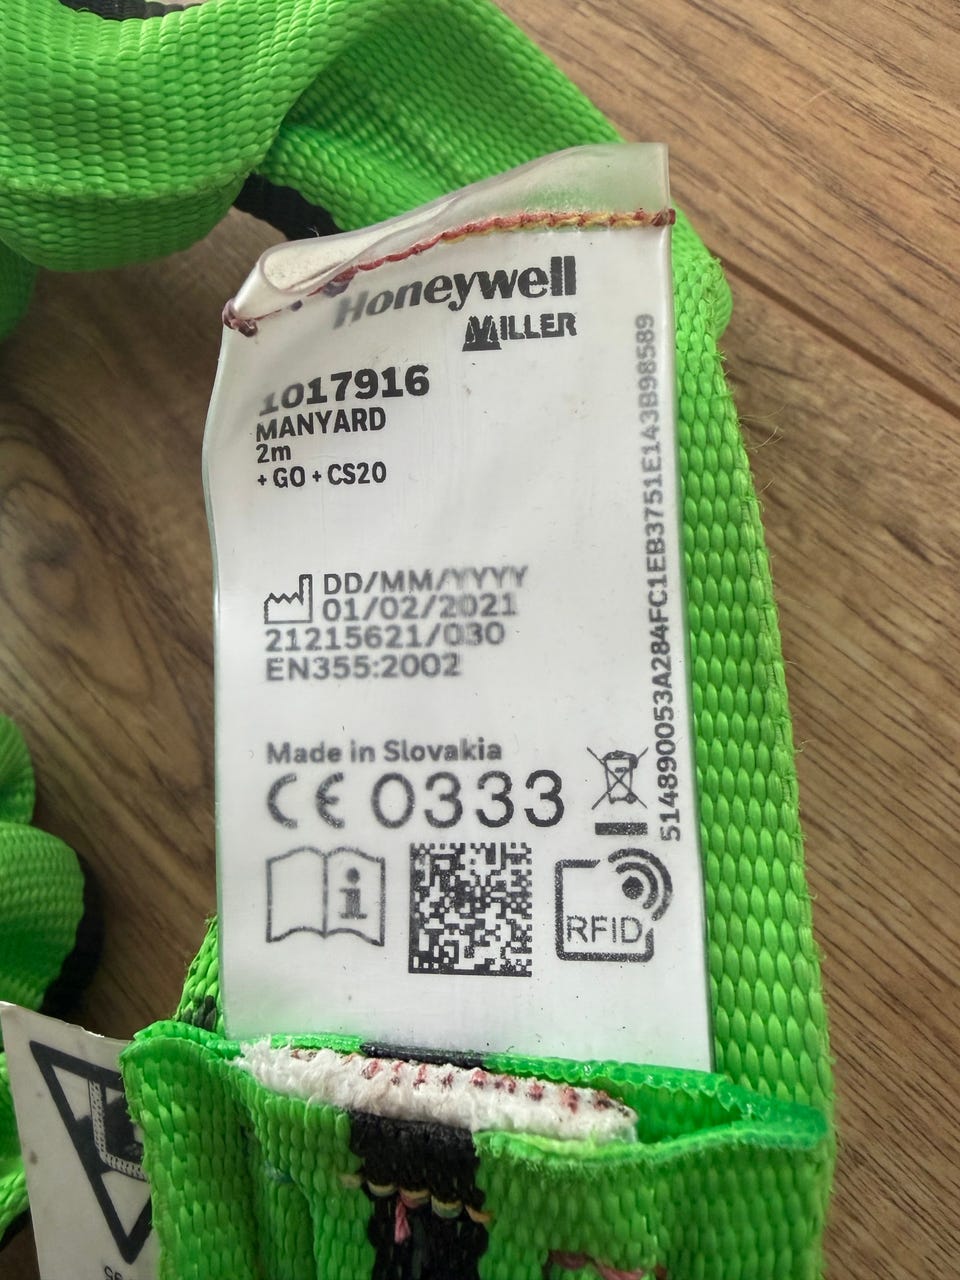 Honeywell
MILLER
1017916
MANYARD
2m
+ GO + CS20
DD/MM/YYYY
01/02/2021
21215621/030
EN355:2002
Made in Slovakia
CE 0333
i
RFID
514890053A284FC1EB3751E143B98589